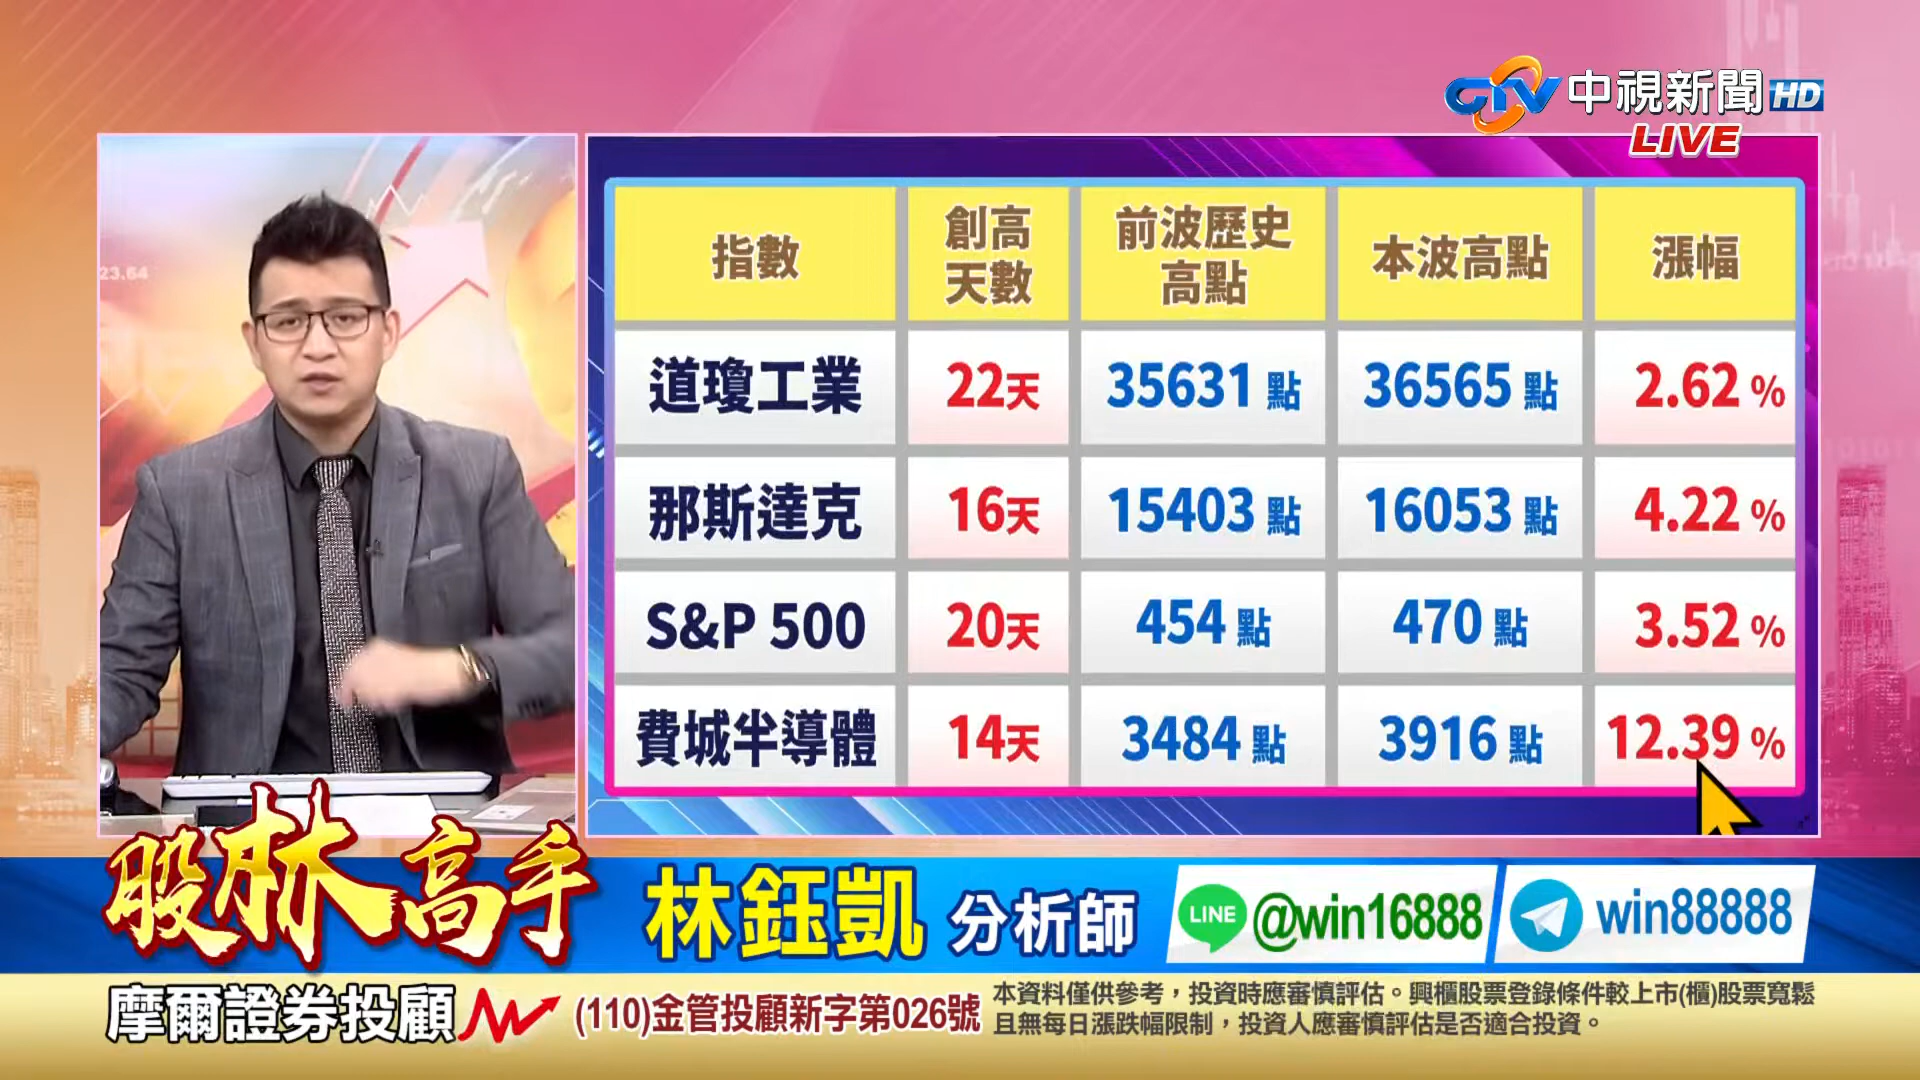 CTV中視新聞HD
LIVE
23.64
指數
創高
天數
前波歷史
高點
本波高點
漲幅
道瓊工業
22天
35631點
36565點
2.62%
那斯達克
16天
15403點
16053點
4.22%
S&P 500
20天
454點
470點
3.52%
費城半導體
14天
3484點
3916點
12.39%
股林高手
林鈺凱 分析師
LINE @win16888
win88888
摩爾證券投顧
(110)金管投顧新字第026號
本資料僅供參考，投資時應審慎評估。興櫃股票登錄條件較上市(櫃)股票寬鬆
且無每日漲跌幅限制，投資人應審慎評估是否適合投資。